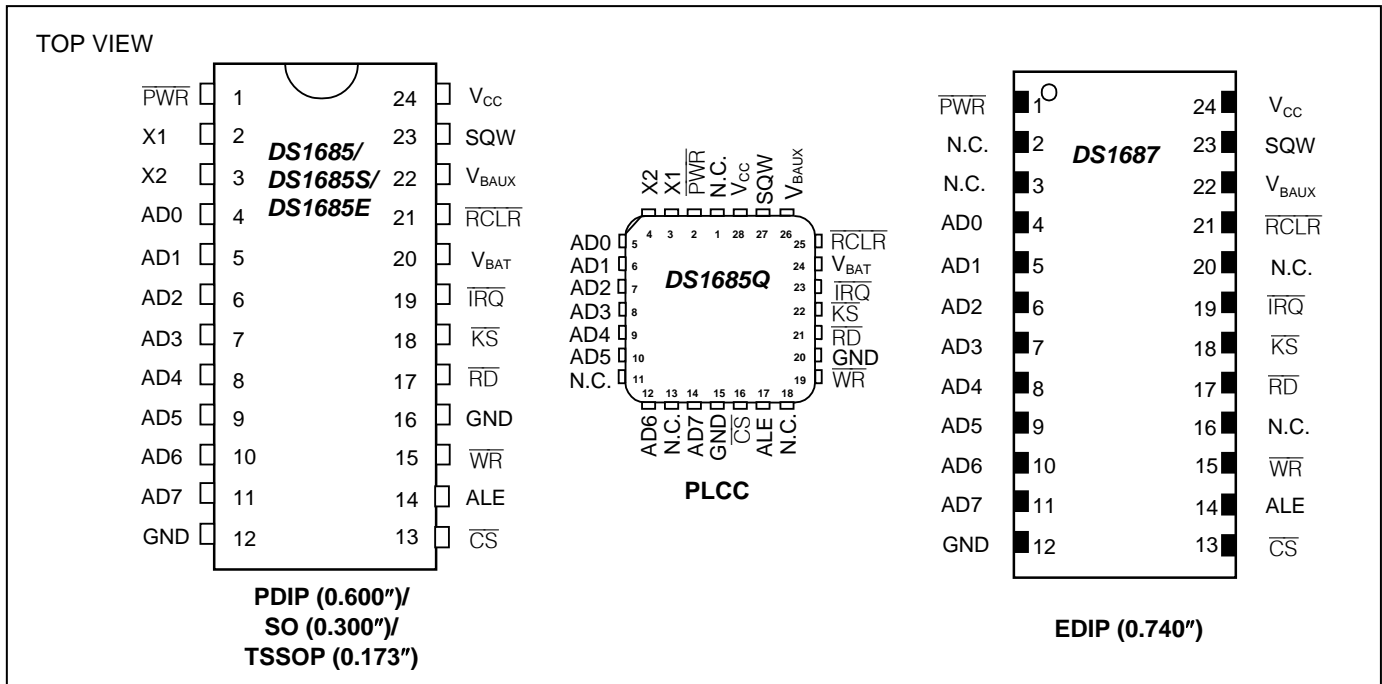 TOP VIEW
PWR 1 24 VCC
X1 2 23 SQW
X2 3 22 VBAUX
AD0 4 21 RCLR
AD1 5 20 VBAT
AD2 6 19 IRQ
AD3 7 18 KS
AD4 8 17 RD
AD5 9 16 GND
AD6 10 15 WR
AD7 11 14 ALE
GND 12 13 CS
DS1685/
DS1685S/
DS1685E
PDIP (0.600″)/
SO (0.300″)/
TSSOP (0.173″)
X2 X1 PWR N.C. VCC SQW VBAUX
4 3 2 1 28 27 26
AD0 5 25 RCLR
AD1 6 24 VBAT
AD2 7 23 IRQ
AD3 8 22 KS
AD4 9 21 RD
AD5 10 20 GND
N.C. 11 19 WR
DS1685Q
12 13 14 15 16 17 18
AD6 N.C. AD7 GND CS ALE N.C.
PLCC
PWR 1 24 VCC
N.C. 2 23 SQW
N.C. 3 22 VBAUX
AD0 4 21 RCLR
AD1 5 20 N.C.
AD2 6 19 IRQ
AD3 7 18 KS
AD4 8 17 RD
AD5 9 16 N.C.
AD6 10 15 WR
AD7 11 14 ALE
GND 12 13 CS
DS1687
EDIP (0.740″)